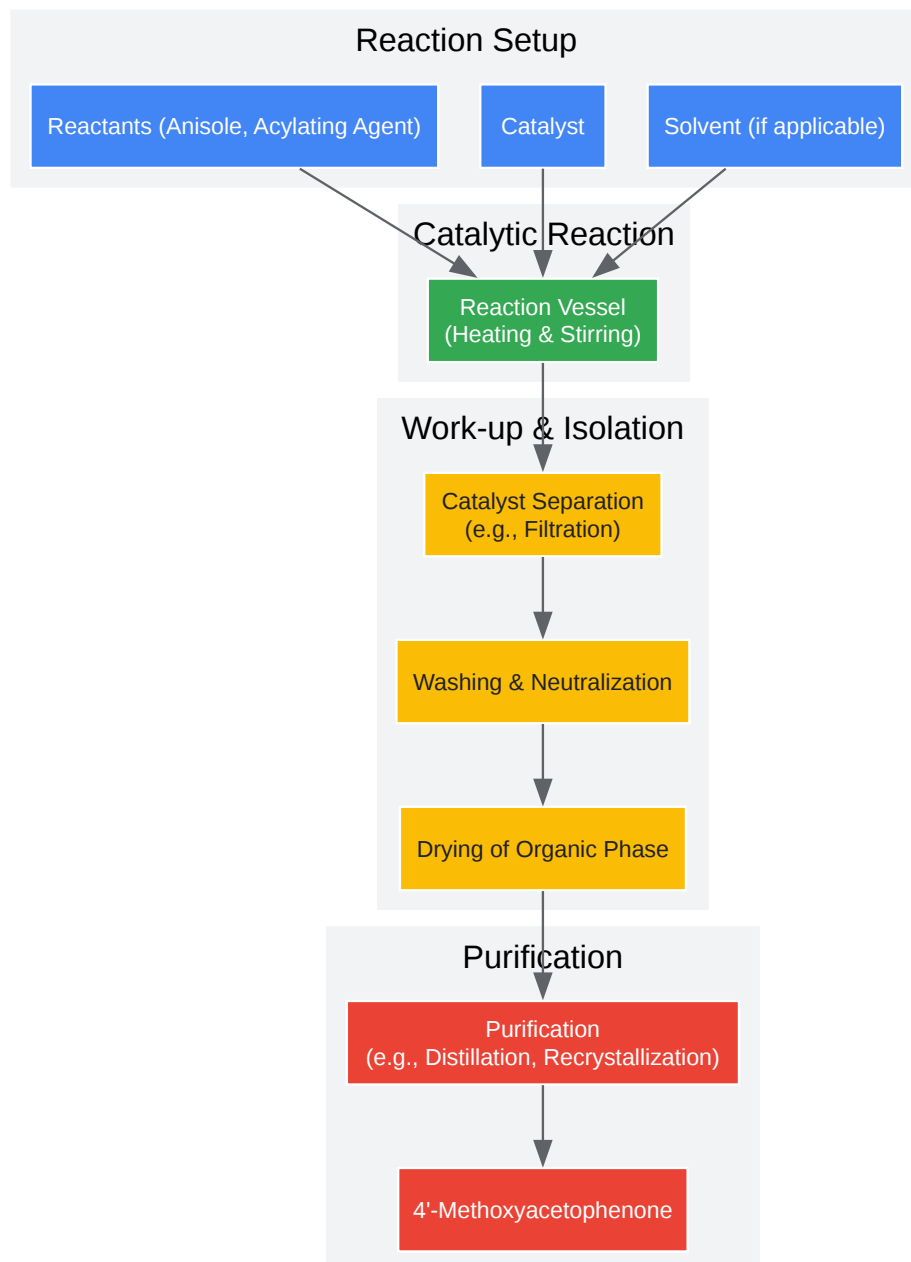 Reaction Setup
Reactants (Anisole, Acylating Agent)
Catalyst
Solvent (if applicable)
Catalytic Reaction
Reaction Vessel
(Heating & Stirring)
Work-up & Isolation
Catalyst Separation
(e.g., Filtration)
Washing & Neutralization
Drying of Organic Phase
Purification
Purification
(e.g., Distillation, Recrystallization)
4'-Methoxyacetophenone